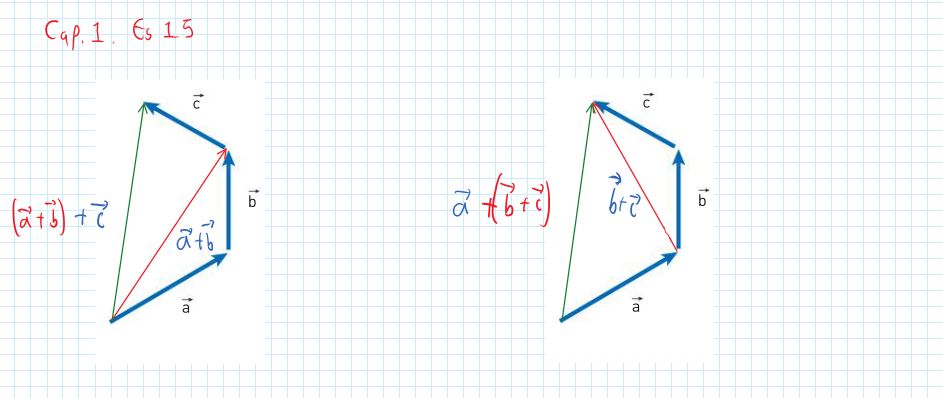 Cap. 1. Es 15
c⃗
b⃗
(a⃗+b⃗) + c⃗
a⃗+b⃗
a⃗
c⃗
b⃗
a⃗ + (b⃗ + c⃗)
b⃗+c⃗
a⃗